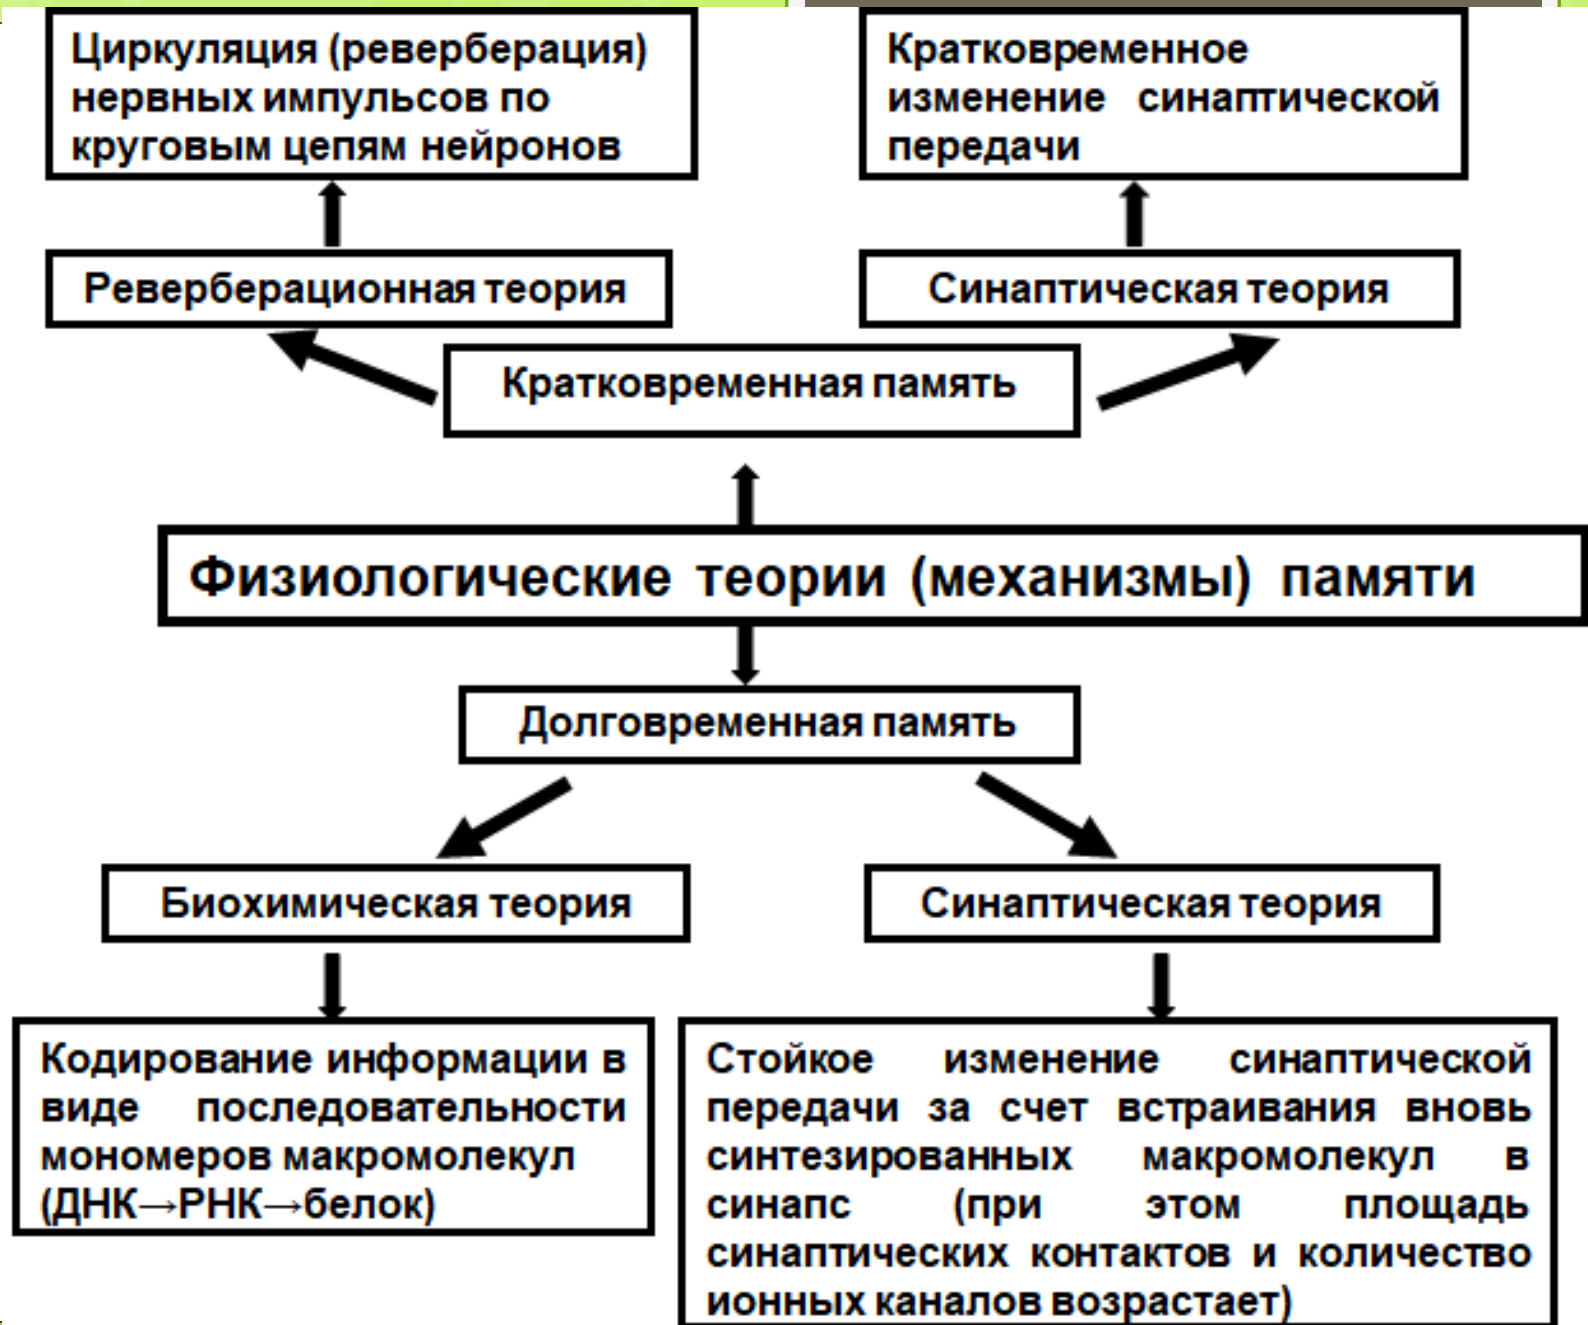 Циркуляция (реверберация)
нервных импульсов по
круговым цепям нейронов
Кратковременное
изменение синаптической
передачи
Реверберационная теория
Синаптическая теория
Кратковременная память
Физиологические теории (механизмы) памяти
Долговременная память
Биохимическая теория
Синаптическая теория
Кодирование информации в
виде последовательности
мономеров макромолекул
(ДНК→РНК→белок)
Стойкое изменение синаптической
передачи за счет встраивания вновь
синтезированных макромолекул в
синапс (при этом площадь
синаптических контактов и количество
ионных каналов возрастает)